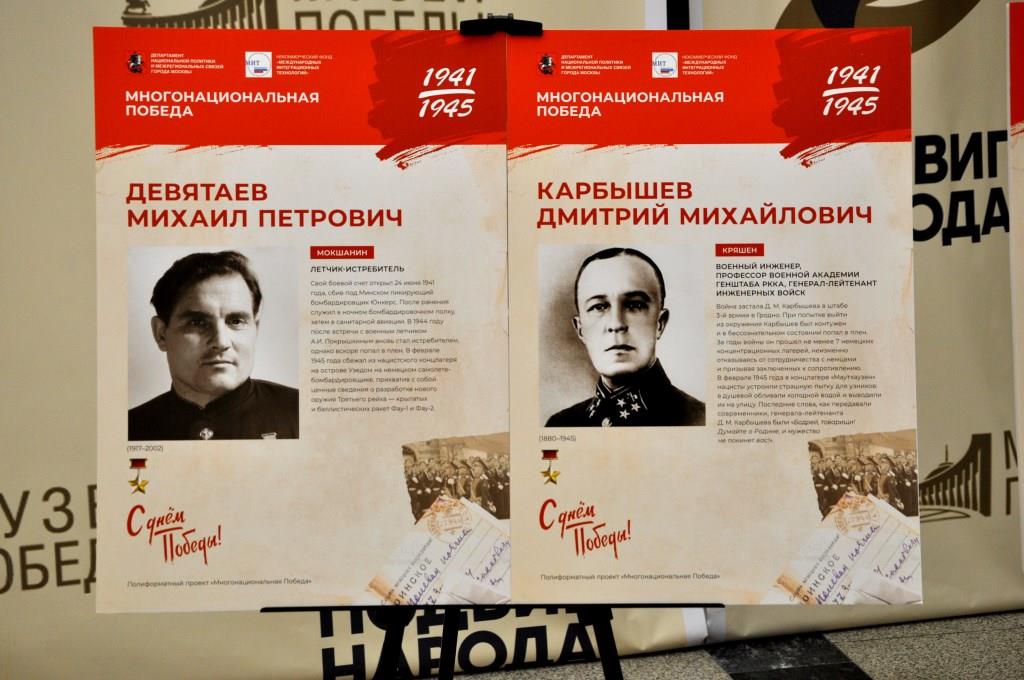 МУЗЕЙ
ПОБЕДЫ
ДЕПАРТАМЕНТ
НАЦИОНАЛЬНОЙ ПОЛИТИКИ
И МЕЖРЕГИОНАЛЬНЫХ СВЯЗЕЙ
ГОРОДА МОСКВЫ
МИТ
НЕКОММЕРЧЕСКИЙ ФОНД
«МЕЖДУНАРОДНЫХ
ИНТЕГРАЦИОННЫХ
ТЕХНОЛОГИЙ»
МНОГОНАЦИОНАЛЬНАЯ
ПОБЕДА
1941
1945
ДЕВЯТАЕВ
МИХАИЛ ПЕТРОВИЧ
МОКШАНИН
ЛЕТЧИК-ИСТРЕБИТЕЛЬ
Свой боевой счет открыл 24 июня 1941
года, сбив под Минском пикирующий
бомбардировщик Юнкерс. После ранения
служил в ночном бомбардировочном полку,
затем в санитарной авиации. В 1944 году
после встречи с военным летчиком
А.И. Покрышкиным вновь стал истребителем,
однако вскоре попал в плен. В феврале
1945 года сбежал из нацистского концлагеря
на острове Узедом на немецком самолете-
бомбардировщике, прихватив с собой
ценные сведения о разработке нового
оружия Третьего рейха — крылатых
и баллистических ракет Фау-1 и Фау-2.
(1917–2002)
С днём
Победы!
Полиформатный проект «Многонациональная Победа»
ДЕПАРТАМЕНТ
НАЦИОНАЛЬНОЙ ПОЛИТИКИ
И МЕЖРЕГИОНАЛЬНЫХ СВЯЗЕЙ
ГОРОДА МОСКВЫ
МИТ
НЕКОММЕРЧЕСКИЙ ФОНД
«МЕЖДУНАРОДНЫХ
ИНТЕГРАЦИОННЫХ
ТЕХНОЛОГИЙ»
МНОГОНАЦИОНАЛЬНАЯ
ПОБЕДА
1941
1945
КАРБЫШЕВ
ДМИТРИЙ МИХАЙЛОВИЧ
КРЯШЕН
ВОЕННЫЙ ИНЖЕНЕР,
ПРОФЕССОР ВОЕННОЙ АКАДЕМИИ
ГЕНШТАБА РККА, ГЕНЕРАЛ-ЛЕЙТЕНАНТ
ИНЖЕНЕРНЫХ ВОЙСК
Война застала Д. М. Карбышева в штабе
3-й армии в Гродно. При попытке выйти
из окружения Карбышев был контужен
и в бессознательном состоянии попал в плен.
За годы войны он прошел не менее 7 немецких
концентрационных лагерей, неизменно
отказываясь от сотрудничества с немцами
и призывая заключенных к сопротивлению.
В феврале 1945 года в концлагере «Маутхаузен»
нацисты устроили страшную пытку для узников:
в душевой обливали холодной водой и выводили
их на улицу. Последние слова, как передавали
современники, генерала-лейтенанта
Д. М. Карбышева были «Бодрей, товарищи!
Думайте о Родине, и мужество
не покинет вас!».
(1880–1945)
С днём
Победы!
Полиформатный проект «Многонациональная Победа»
ВИГ
ОДА
УЗЕ
ОБЕД
ПОДВИГ
НАРОДА